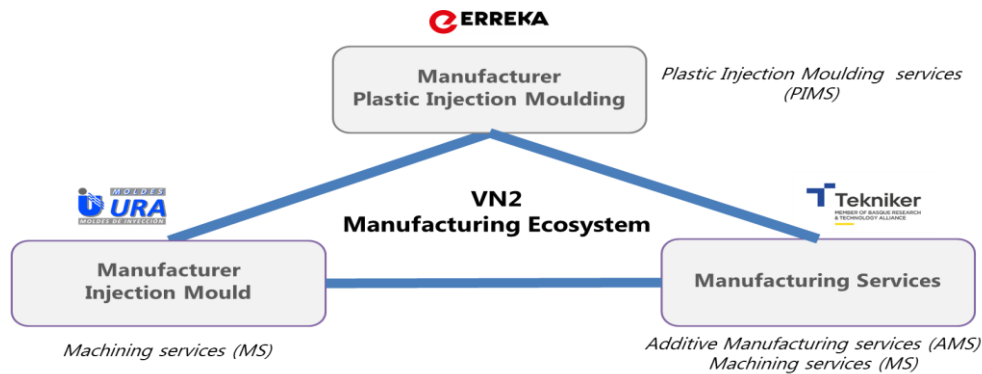 ERREKA
Manufacturer
Plastic Injection Moulding
Plastic Injection Moulding services
(PIMS)
MOLDES
URA
MOLDES DE INYECCIÓN
VN2
Manufacturing Ecosystem
Tekniker
MEMBER OF BASQUE RESEARCH
& TECHNOLOGY ALLIANCE
Manufacturer
Injection Mould
Manufacturing Services
Machining services (MS)
Additive Manufacturing services (AMS)
Machining services (MS)